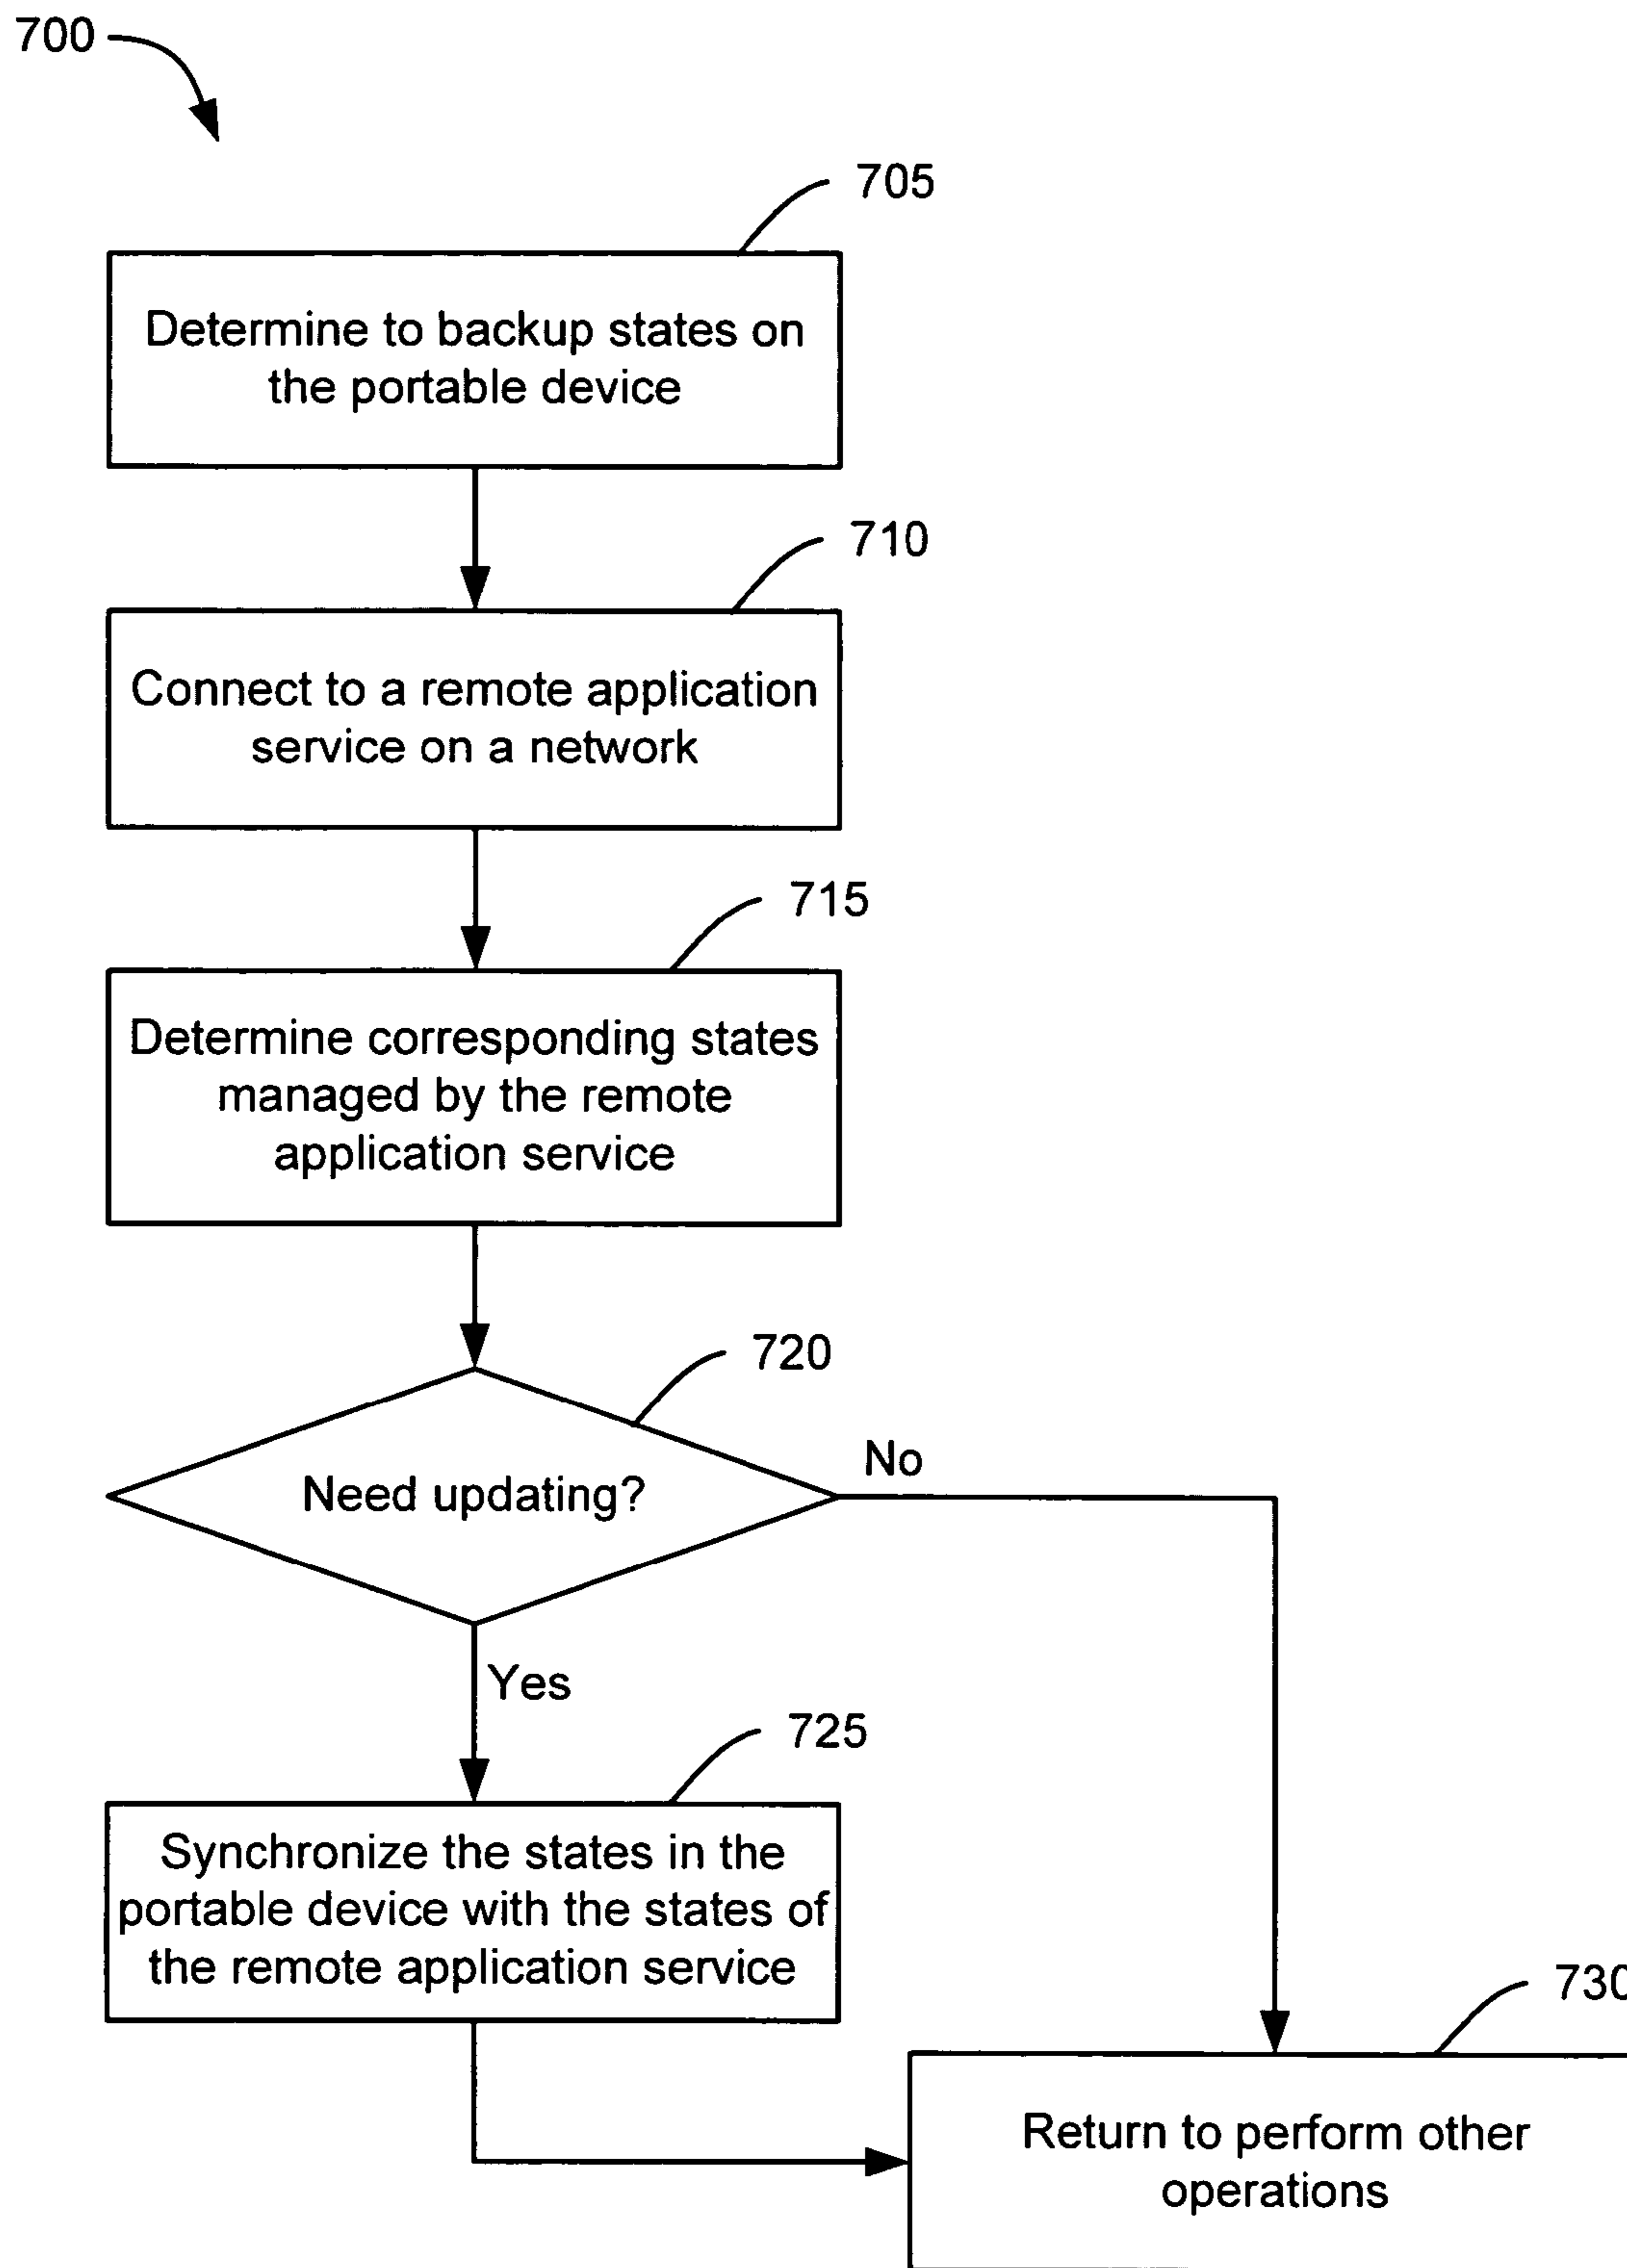 700
705
Determine to backup states on
the portable device
710
Connect to a remote application
service on a network
715
Determine corresponding states
managed by the remote
application service
720
Need updating?
No
Yes
725
Synchronize the states in the
portable device with the states of
the remote application service
730
Return to perform other
operations